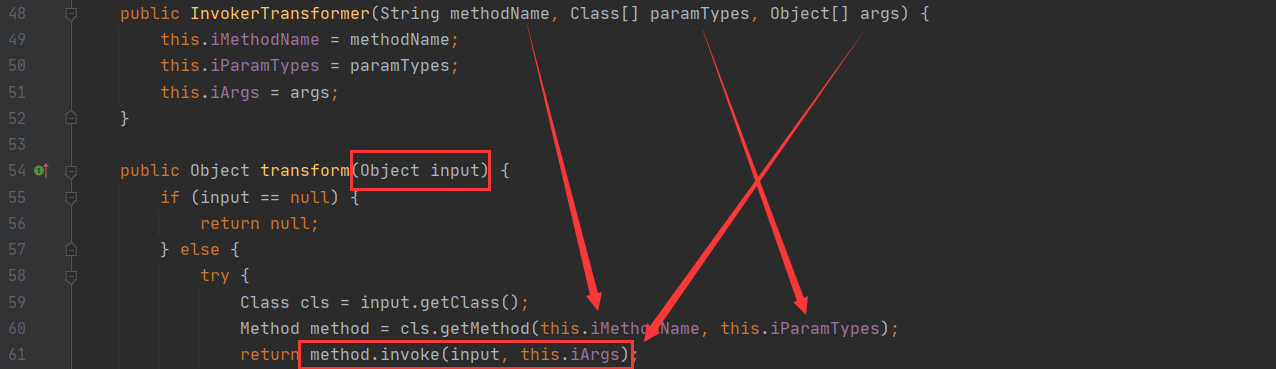 48 public InvokerTransformer(String methodName, Class[] paramTypes, Object[] args) {
49 this.iMethodName = methodName;
50 this.iParamTypes = paramTypes;
51 this.iArgs = args;
52 }
53
54 public Object transform(Object input) {
55 if (input == null) {
56 return null;
57 } else {
58 try {
59 Class cls = input.getClass();
60 Method method = cls.getMethod(this.iMethodName, this.iParamTypes);
61 return method.invoke(input, this.iArgs);